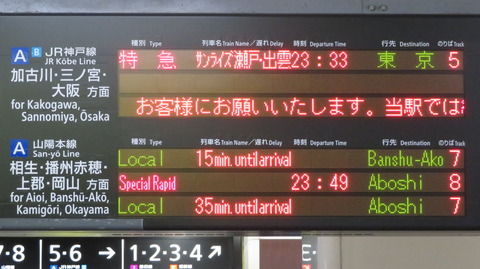 種別 Type 列車名 Train Name／遅れ Delay 時刻 Departure Time 行先 Destination のりば Track
A B JR神戸線
JR Kōbe Line
加古川・三ノ宮・
大阪 方面
for Kakogawa,
Sannomiya, Ōsaka
特急 サンライズ瀬戸・出雲 23:33 東京 5
お客様にお願いいたします。当駅では
種別 Type 列車名 Train Name／遅れ Delay 時刻 Departure Time 行先 Destination のりば Track
A 山陽本線
San-yō Line
相生・播州赤穂・
上郡・岡山 方面
for Aioi, Banshū-Akō,
Kamigōri, Okayama
Local 15min. until arrival Banshu-Ako 7
Special Rapid 23:49 Aboshi 8
Local 35min. until arrival Aboshi 7
7·8 5·6 → 1·2·3·4 ↗